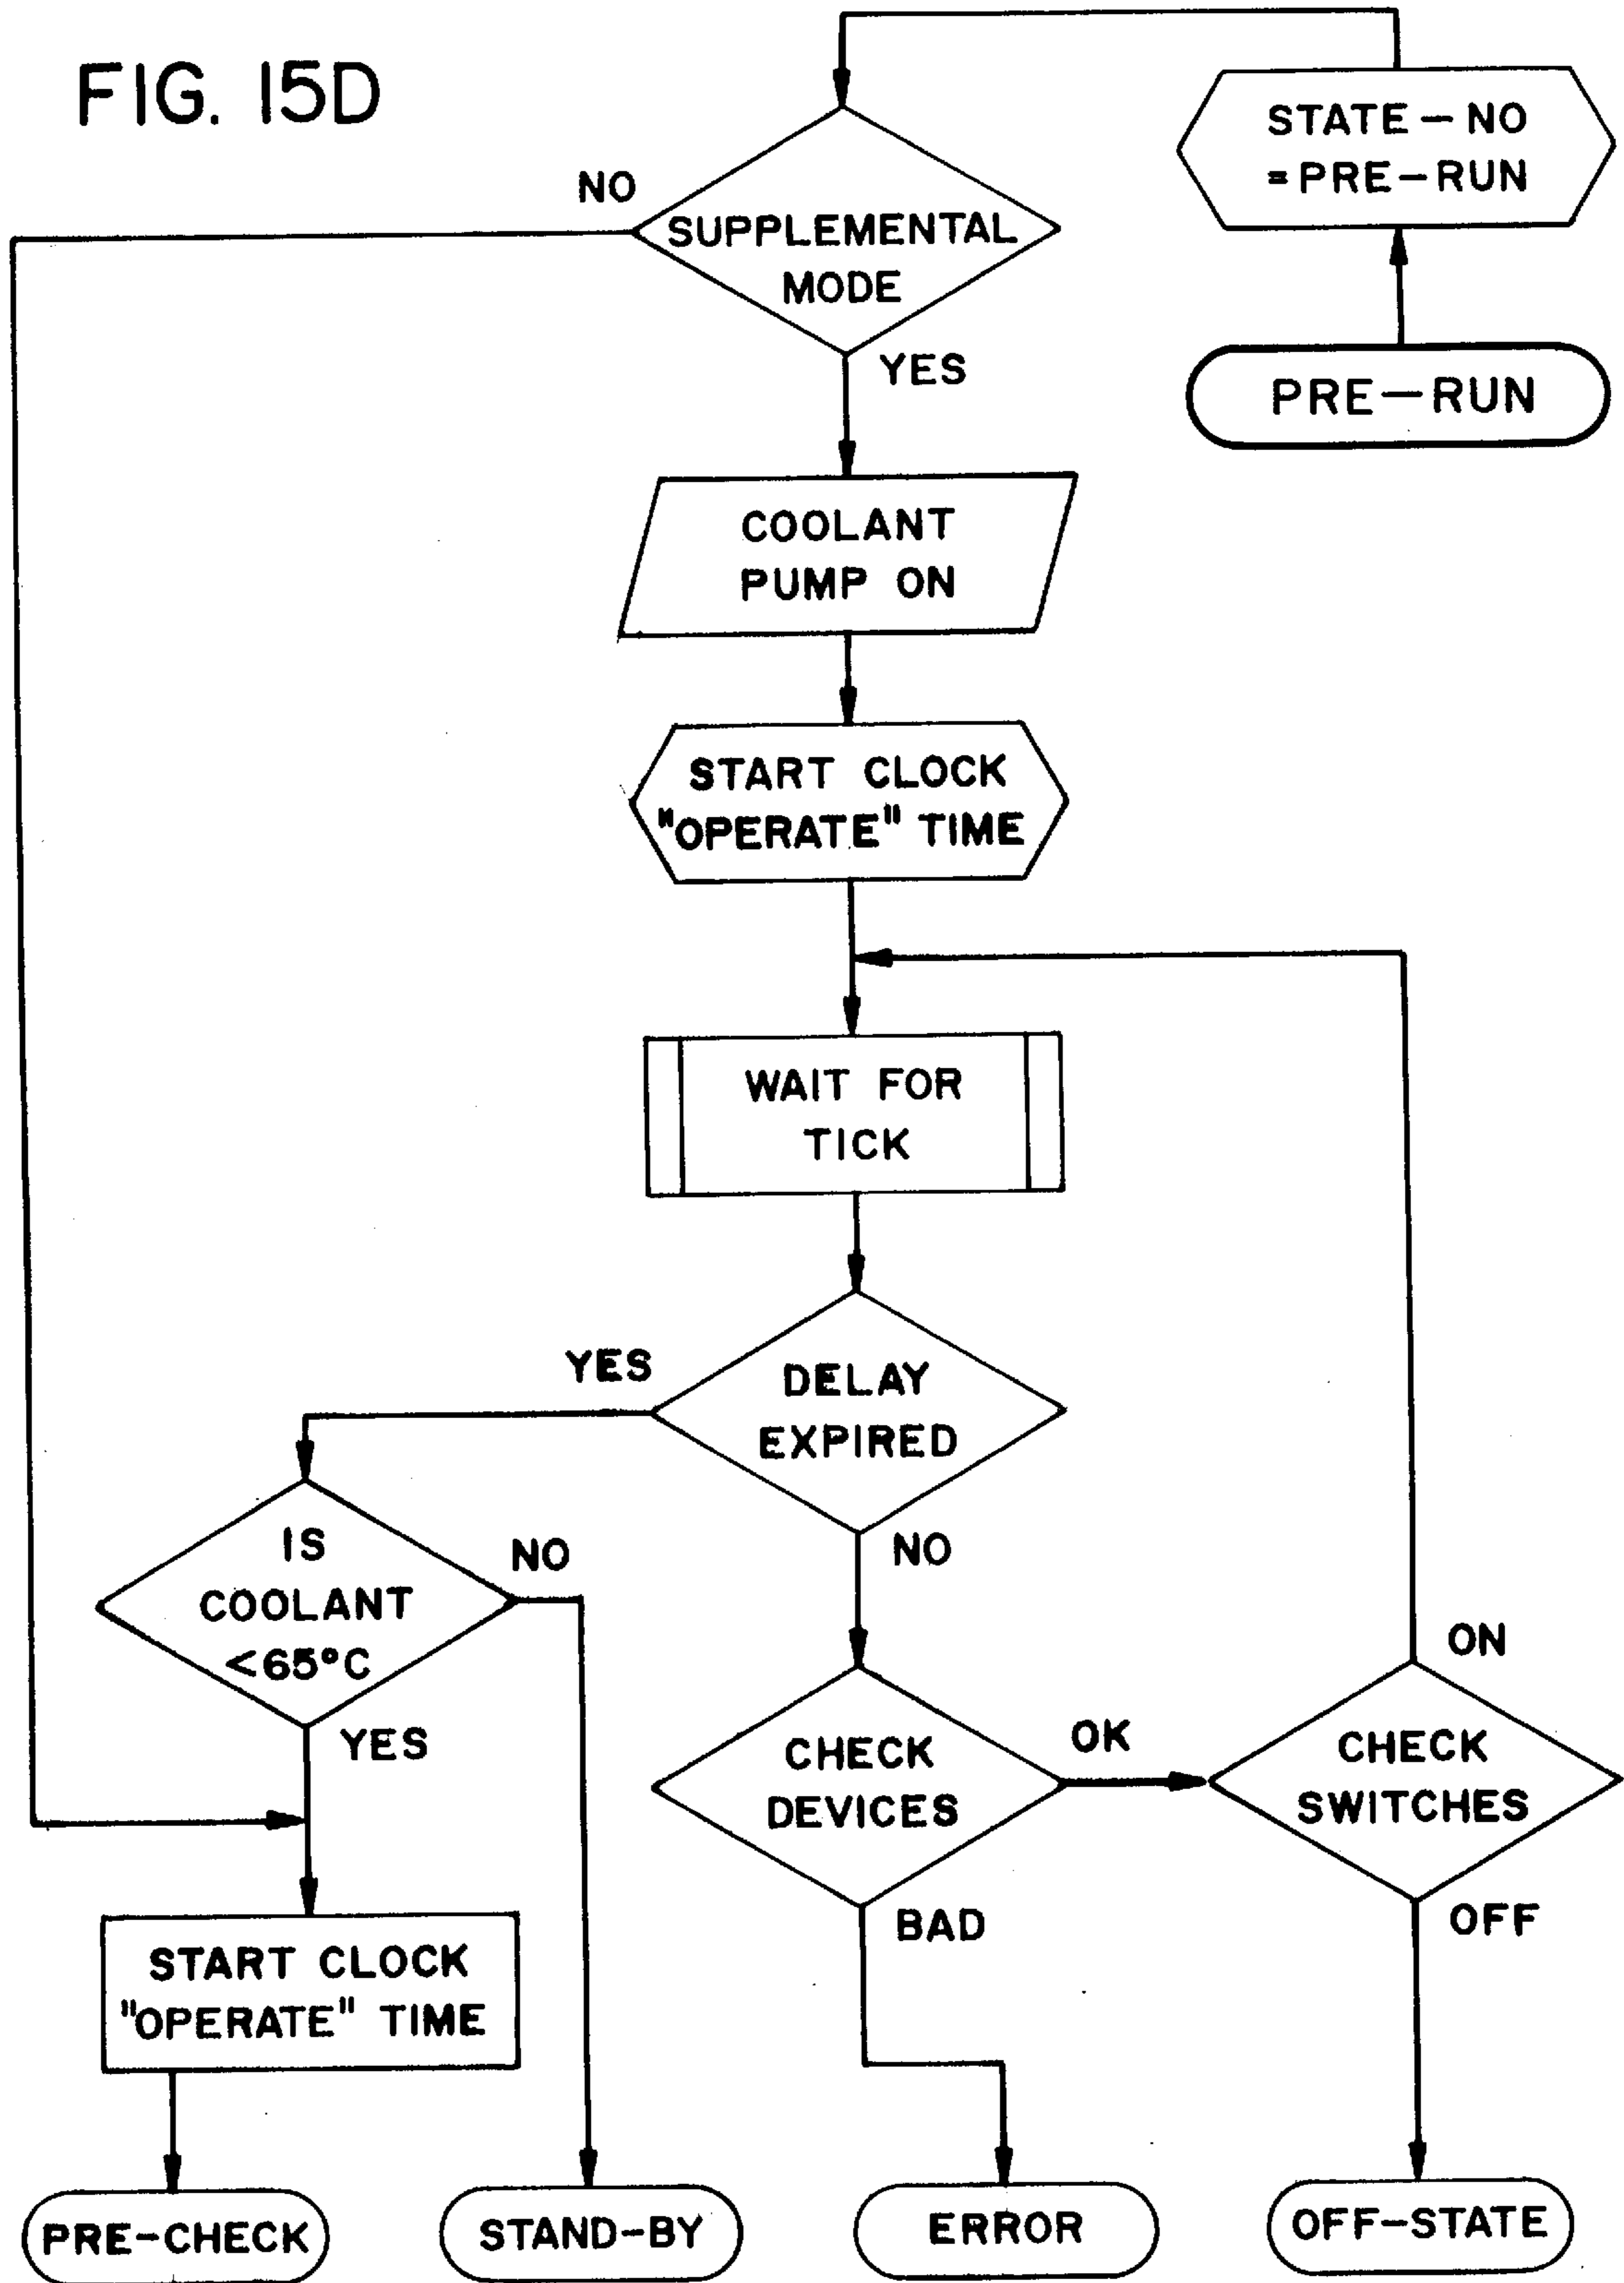 FIG. 15D
STATE-NO
=PRE-RUN
NO
SUPPLEMENTAL
MODE
YES
PRE-RUN
COOLANT
PUMP ON
START CLOCK
"OPERATE" TIME
WAIT FOR
TICK
YES
DELAY
EXPIRED
NO
IS
COOLANT
<65°C
NO
YES
CHECK
DEVICES
OK
BAD
ON
CHECK
SWITCHES
OFF
START CLOCK
"OPERATE" TIME
PRE-CHECK
STAND-BY
ERROR
OFF-STATE